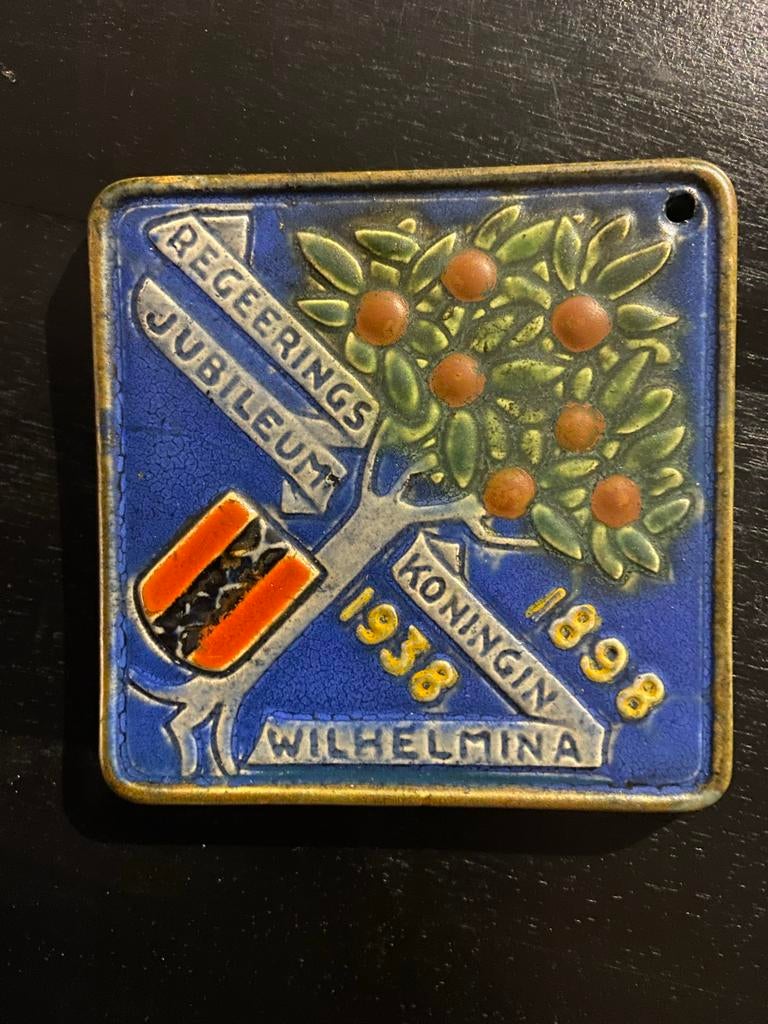 REGEERINGS
JUBILEUM
KONINGIN
WILHELMINA
1898
1938